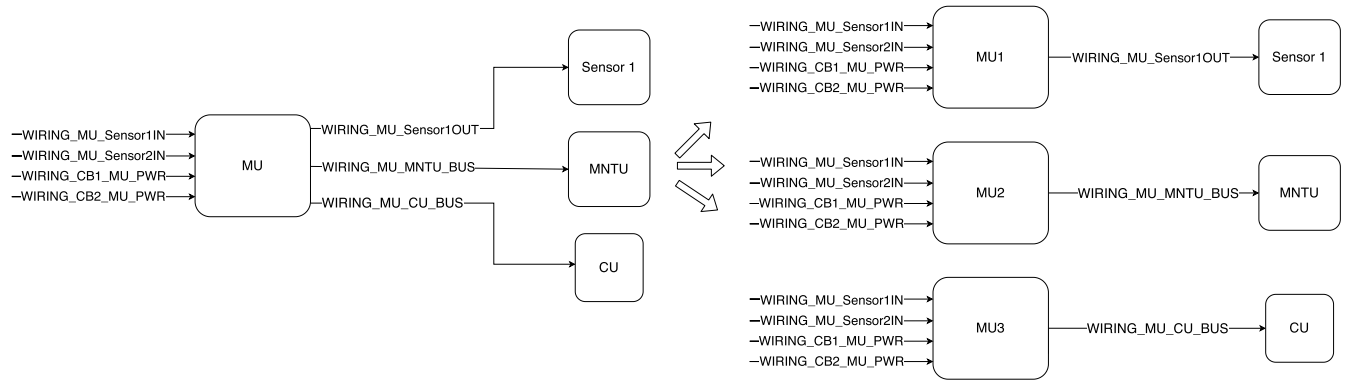 WIRING_MU_Sensor1IN
WIRING_MU_Sensor2IN
WIRING_CB1_MU_PWR
WIRING_CB2_MU_PWR
MU
WIRING_MU_Sensor1OUT
WIRING_MU_MNTU_BUS
WIRING_MU_CU_BUS
Sensor 1
MNTU
CU
WIRING_MU_Sensor1IN
WIRING_MU_Sensor2IN
WIRING_CB1_MU_PWR
WIRING_CB2_MU_PWR
MU1
WIRING_MU_Sensor1OUT
Sensor 1
WIRING_MU_Sensor1IN
WIRING_MU_Sensor2IN
WIRING_CB1_MU_PWR
WIRING_CB2_MU_PWR
MU2
WIRING_MU_MNTU_BUS
MNTU
WIRING_MU_Sensor1IN
WIRING_MU_Sensor2IN
WIRING_CB1_MU_PWR
WIRING_CB2_MU_PWR
MU3
WIRING_MU_CU_BUS
CU